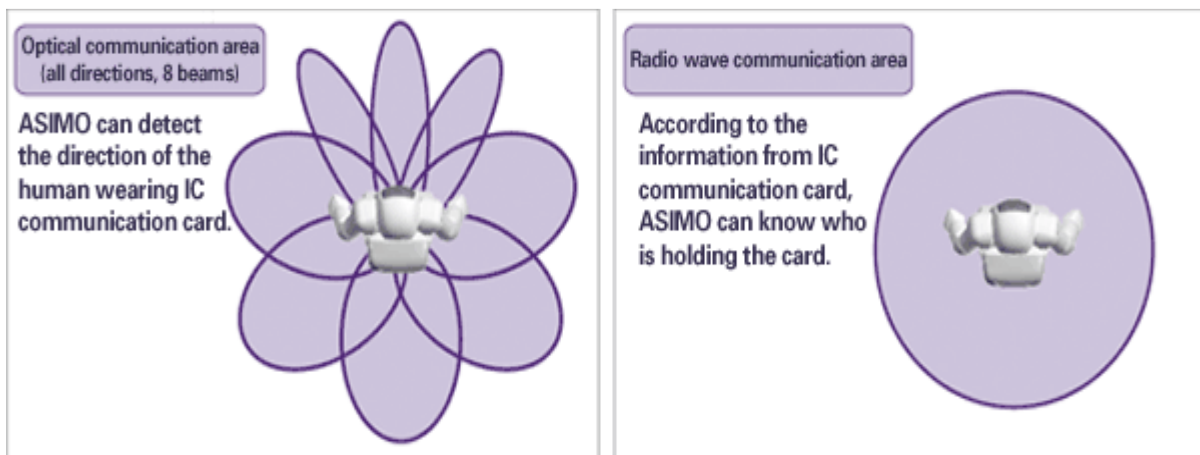 Optical communication area
(all directions, 8 beams)
ASIMO can detect
the direction of the
human wearing IC
communication card.
Radio wave communication area
According to the
information from IC
communication card,
ASIMO can know who
is holding the card.